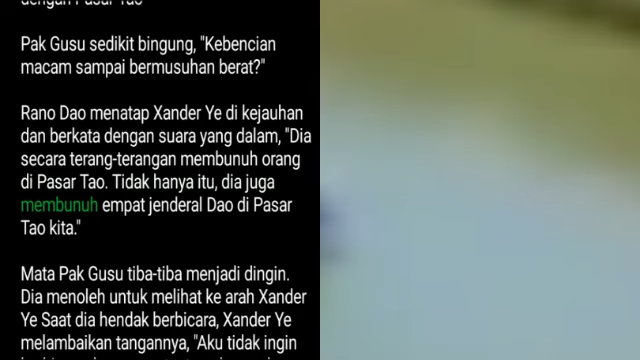 dengan Pasar Tao"
Pak Gusu sedikit bingung, "Kebencian
macam sampai bermusuhan berat?"
Rano Dao menatap Xander Ye di kejauhan
dan berkata dengan suara yang dalam, "Dia
secara terang-terangan membunuh orang
di Pasar Tao. Tidak hanya itu, dia juga
membunuh empat jenderal Dao di Pasar
Tao kita."
Mata Pak Gusu tiba-tiba menjadi dingin.
Dia menoleh untuk melihat ke arah Xander
Ye Saat dia hendak berbicara, Xander Ye
melambaikan tangannya, "Aku tidak ingin